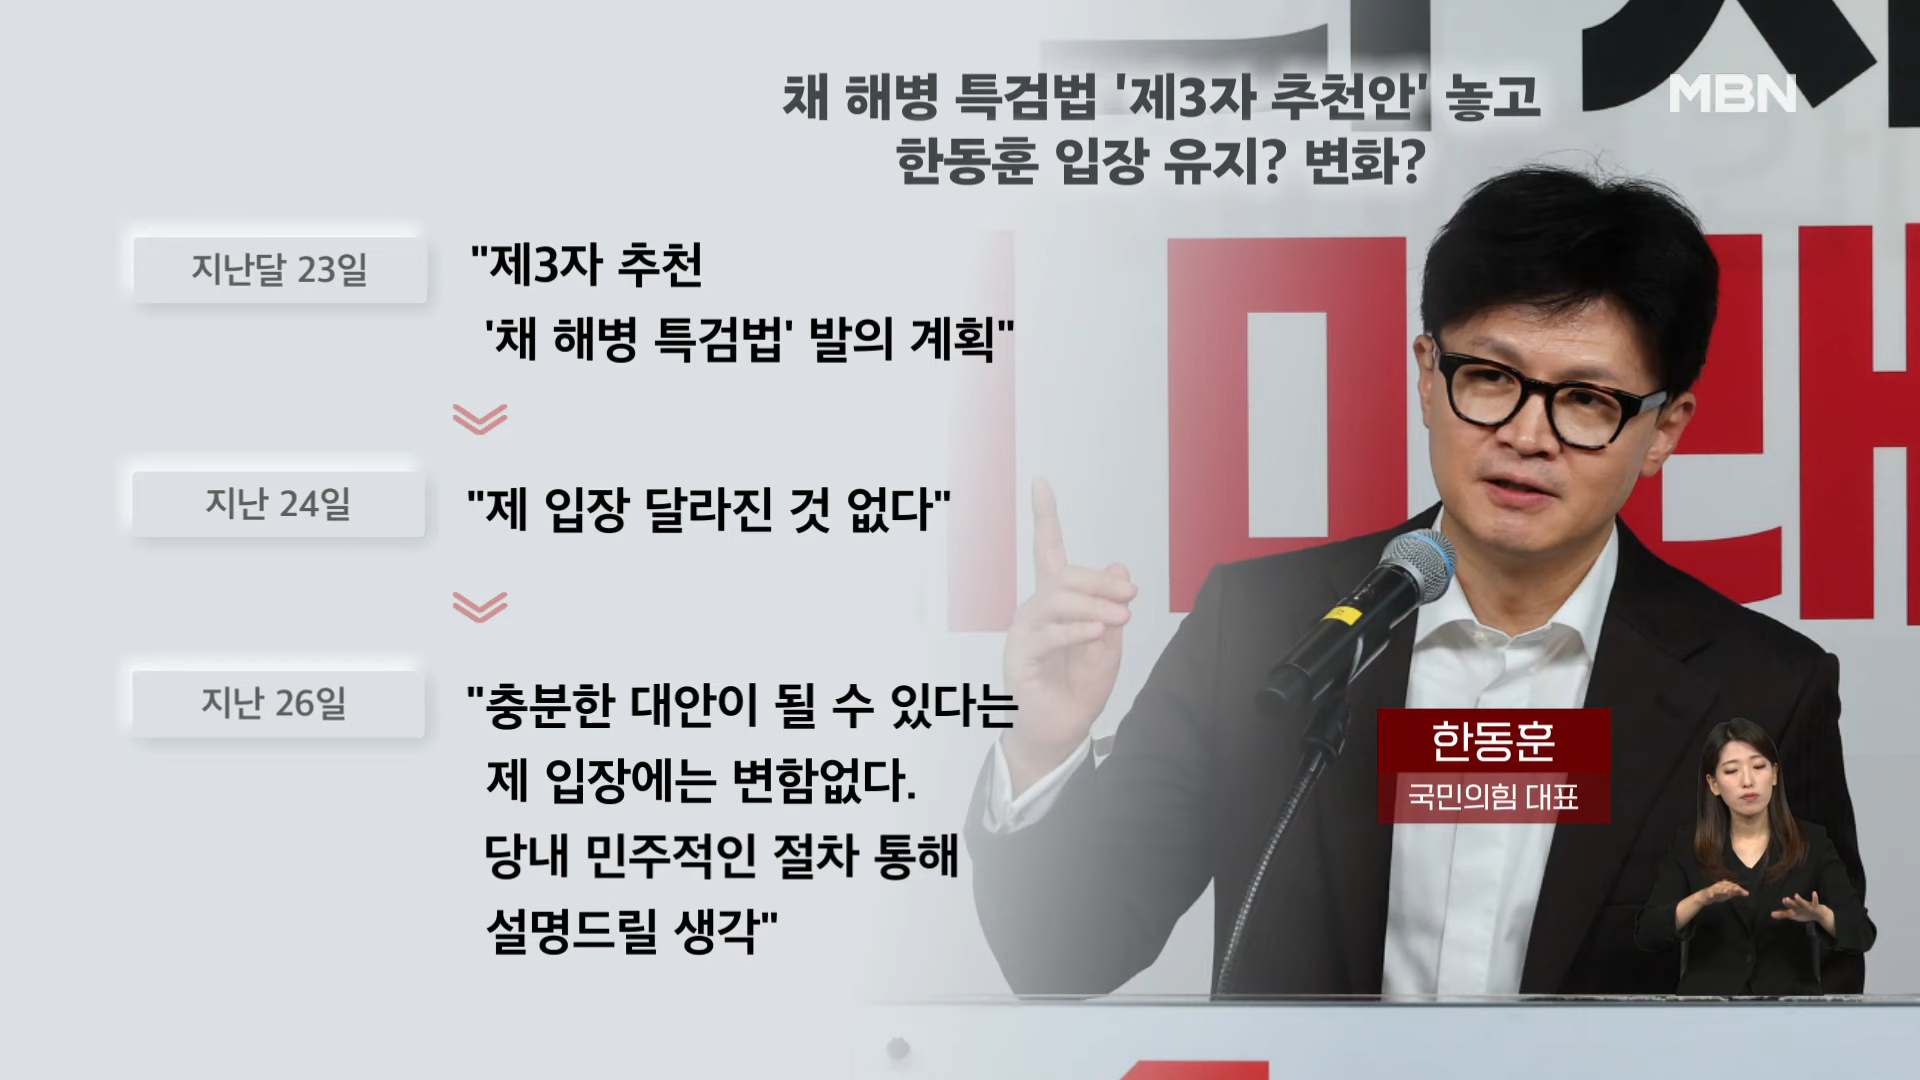 채 해병 특검법 '제3자 추천안' 놓고
한동훈 입장 유지? 변화?
MBN
지난달 23일
"제3자 추천
'채 해병 특검법' 발의 계획"
지난 24일
"제 입장 달라진 것 없다"
지난 26일
"충분한 대안이 될 수 있다는
제 입장에는 변함없다.
당내 민주적인 절차 통해
설명드릴 생각"
한동훈
국민의힘 대표